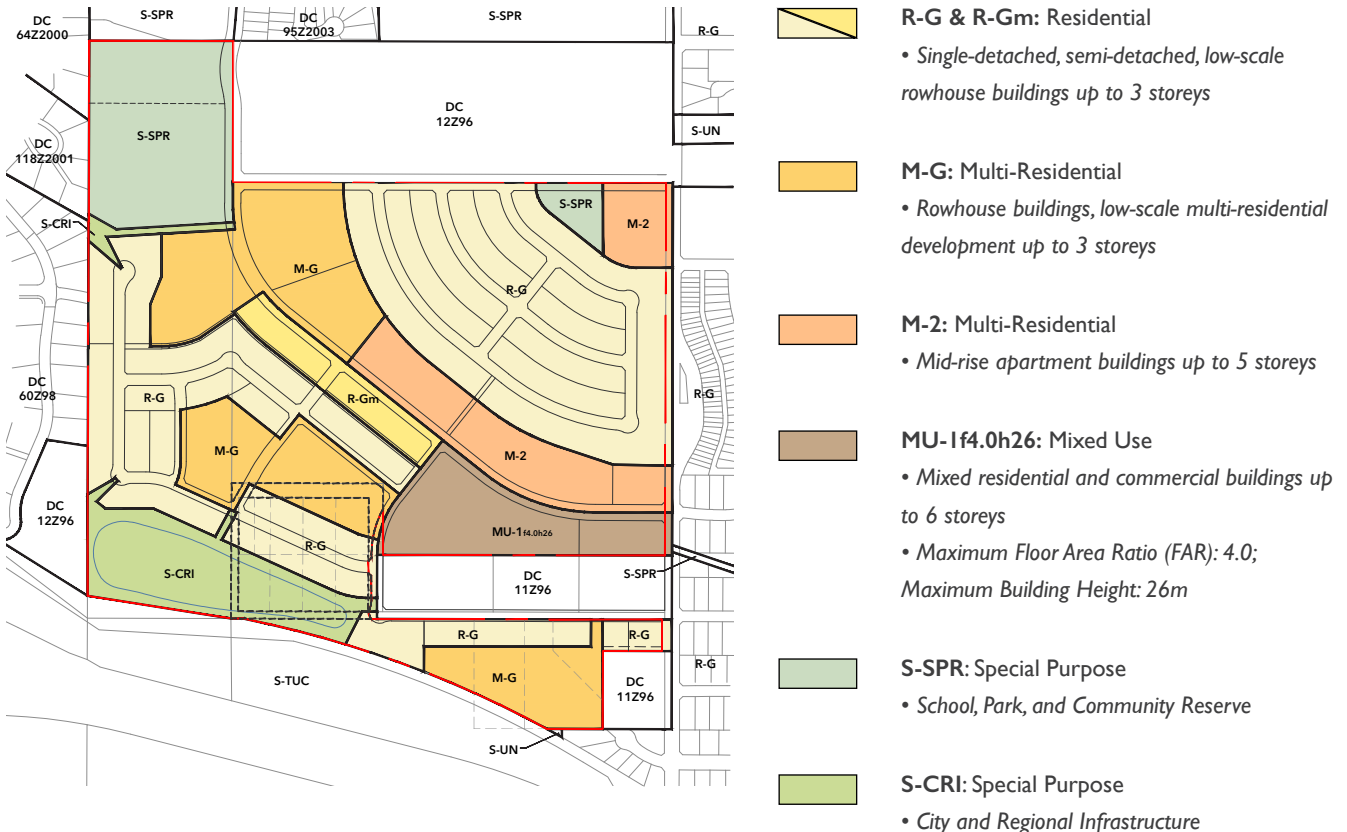 DC
64Z2000
S-SPR
DC
95Z2003
S-SPR
R-G
DC
12Z96
S-UN
S-SPR
DC
118Z2001
S-CRI
S-SPR
M-2
M-G
R-G
DC
60Z98
R-G
R-Gm
R-G
M-G
M-2
DC
12Z96
MU-1f4.0h26
R-G
S-CRI
DC
11Z96
S-SPR
R-G
R-G
R-G
M-G
DC
11Z96
S-TUC
S-UN
R-G & R-Gm: Residential
• Single-detached, semi-detached, low-scale
rowhouse buildings up to 3 storeys
M-G: Multi-Residential
• Rowhouse buildings, low-scale multi-residential
development up to 3 storeys
M-2: Multi-Residential
• Mid-rise apartment buildings up to 5 storeys
MU-1f4.0h26: Mixed Use
• Mixed residential and commercial buildings up
to 6 storeys
• Maximum Floor Area Ratio (FAR): 4.0;
Maximum Building Height: 26m
S-SPR: Special Purpose
• School, Park, and Community Reserve
S-CRI: Special Purpose
• City and Regional Infrastructure